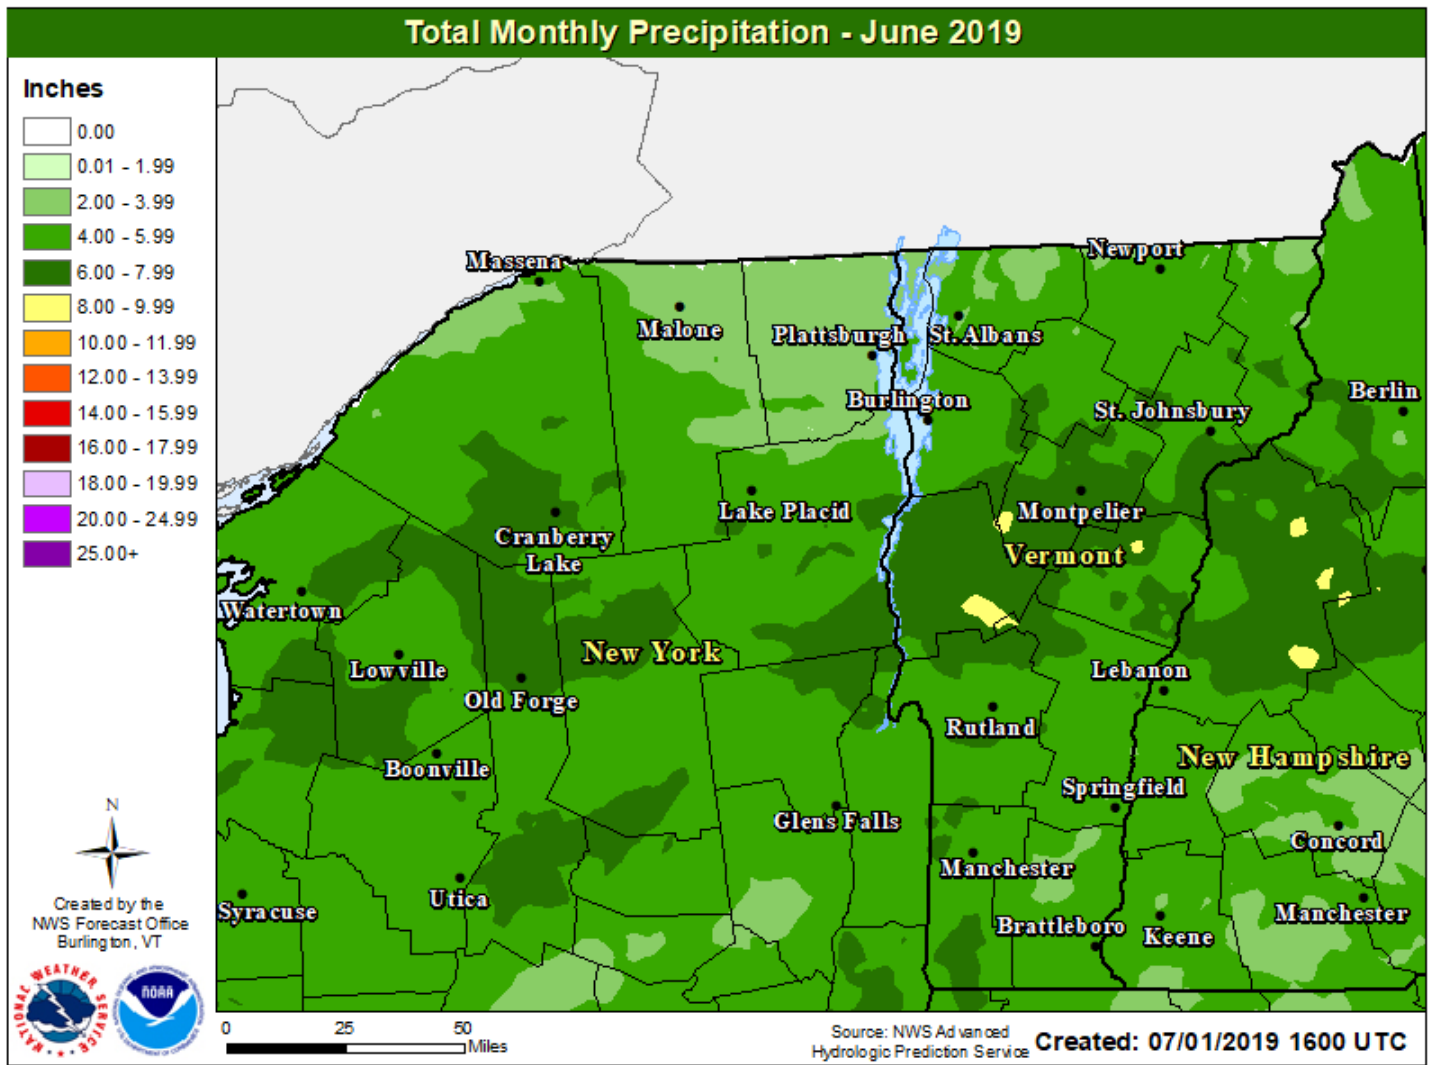 Total Monthly Precipitation - June 2019
Inches
0.00
0.01 - 1.99
2.00 - 3.99
4.00 - 5.99
6.00 - 7.99
8.00 - 9.99
10.00 - 11.99
12.00 - 13.99
14.00 - 15.99
16.00 - 17.99
18.00 - 19.99
20.00 - 24.99
25.00+
Newport
Massena
Malone
Plattsburgh
St. Albans
Burlington
Berlin
St. Johnsbury
Lake Placid
Montpelier
Cranberry
Lake
Vermont
Watertown
New York
Lowville
Lebanon
Old Forge
Rutland
Boonville
New Hampshire
Springfield
Glens Falls
Concord
Manchester
Utica
Syracuse
Manchester
Brattleboro
Keene
N
Created by the
NWS Forecast Office
Burlington, VT
NATIONAL WEATHER SERVICE
NOAA
0 25 50
Miles
Source: NWS Advanced
Hydrologic Prediction Service
Created: 07/01/2019 1600 UTC